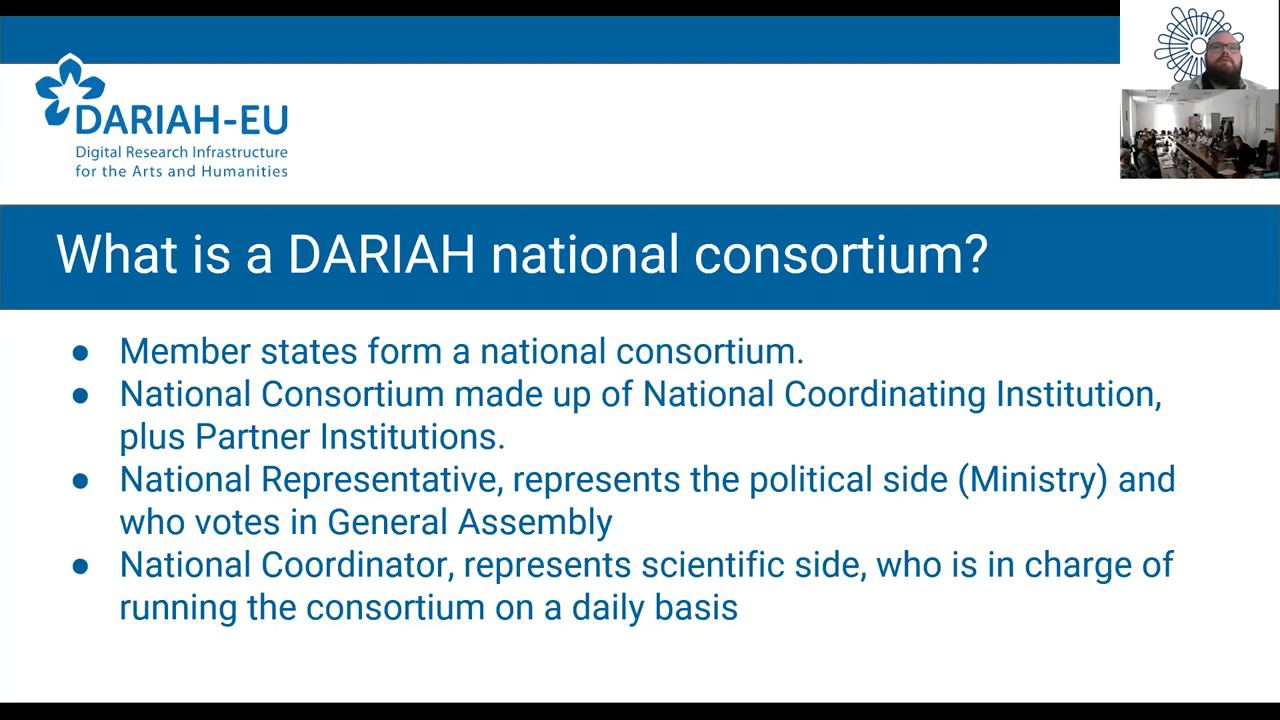 DARIAH-EU
Digital Research Infrastructure
for the Arts and Humanities
What is a DARIAH national consortium?
● Member states form a national consortium.
● National Consortium made up of National Coordinating Institution,
plus Partner Institutions.
● National Representative, represents the political side (Ministry) and
who votes in General Assembly
● National Coordinator, represents scientific side, who is in charge of
running the consortium on a daily basis